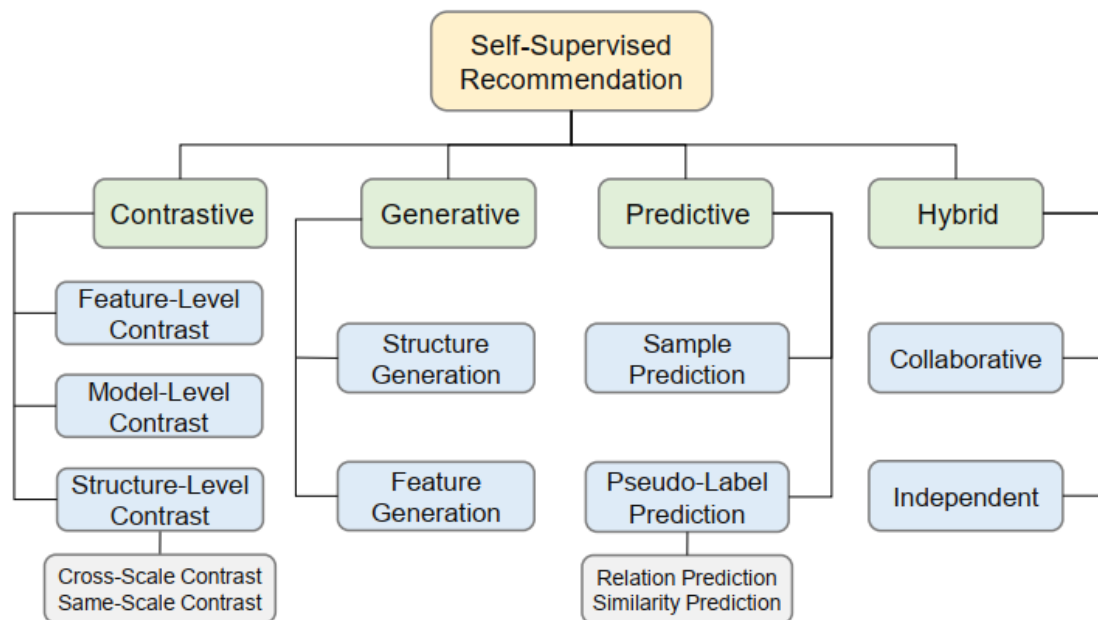 Self-Supervised
Recommendation
Contrastive
Generative
Predictive
Hybrid
Feature-Level
Contrast
Model-Level
Contrast
Structure-Level
Contrast
Cross-Scale Contrast
Same-Scale Contrast
Structure
Generation
Feature
Generation
Sample
Prediction
Pseudo-Label
Prediction
Relation Prediction
Similarity Prediction
Collaborative
Independent